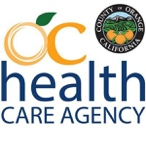 OC
COUNTY OF ORANGE
CALIFORNIA
health
CARE AGENCY